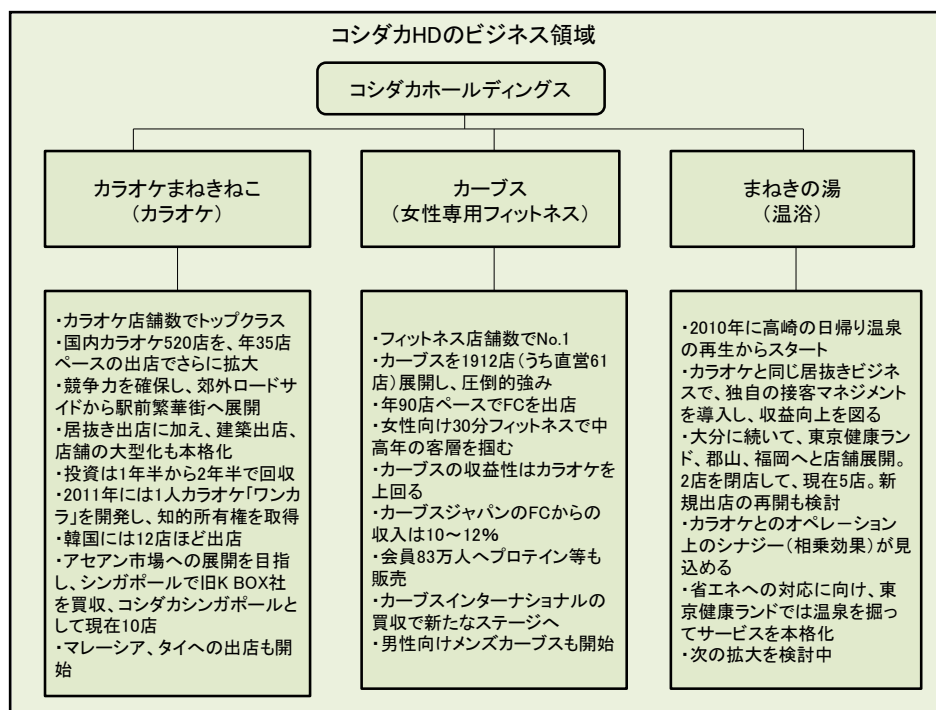 コシダカHDのビジネス領域
コシダカホールディングス
カラオケまねきねこ
（カラオケ）
カーブス
（女性専用フィットネス）
まねきの湯
（温浴）
・カラオケ店舗数でトップクラス
・国内カラオケ520店を、年35店
ペースの出店でさらに拡大
・競争力を確保し、郊外ロードサ
イドから駅前繁華街へ展開
・居抜き出店に加え、建築出店、
店舗の大型化も本格化
・投資は1年半から2年半で回収
・2011年には1人カラオケ「ワンカ
ラ」を開発し、知的所有権を取得
・韓国には12店ほど出店
・アセアン市場への展開を目指
し、シンガポールで旧K BOX社
を買収、コシダカシンガポールと
して現在10店
・マレーシア、タイへの出店も開
始
・フィットネス店舗数でNo.1
・カーブスを1912店（うち直営61
店）展開し、圧倒的強み
・年90店ペースでFCを出店
・女性向け30分フィットネスで中
高年の客層を掴む
・カーブスの収益性はカラオケを
上回る
・カーブスジャパンのFCからの
収入は10～12%
・会員83万人へプロテイン等も
販売
・カーブスインターナショナルの
買収で新たなステージへ
・男性向けメンズカーブスも開始
・2010年に高崎の日帰り温泉
の再生からスタート
・カラオケと同じ居抜きビジネス
で、独自の接客マネジメント
を導入し、収益向上を図る
・大分に続いて、東京健康ラン
ド、郡山、福岡へと店舗展開。
2店を閉店して、現在5店。新
規出店の再開も検討
・カラオケとのオペレーション
上のシナジー（相乗効果）が見
込める
・省エネへの対応に向け、東
京健康ランドでは温泉を掘っ
てサービスを本格化
・次の拡大を検討中